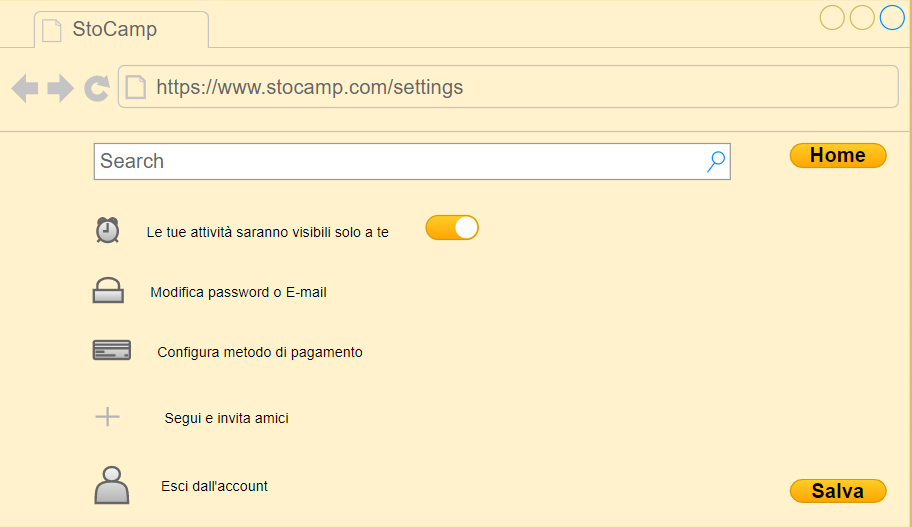 StoCamp
https://www.stocamp.com/settings
Search
Home
Le tue attività saranno visibili solo a te
Modifica password o E-mail
Configura metodo di pagamento
Segui e invita amici
Esci dall'account
Salva